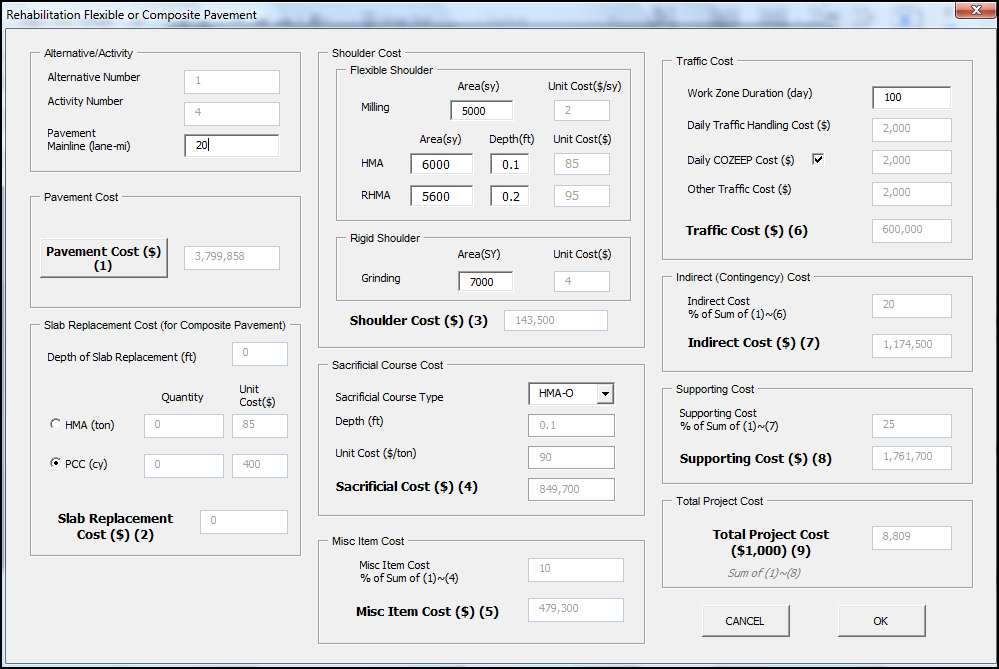 Rehabilitation Flexible or Composite Pavement
Alternative/Activity
Alternative Number 1
Activity Number 4
Pavement
Mainline (lane-mi) 20
Pavement Cost
Pavement Cost ($)
(1) 3,799,858
Slab Replacement Cost (for Composite Pavement)
Depth of Slab Replacement (ft) 0
Quantity Unit
Cost($)
HMA (ton) 0 85
PCC (cy) 0 400
Slab Replacement
Cost ($) (2) 0
Shoulder Cost
Flexible Shoulder
Area(sy) Unit Cost($/sy)
Milling 5000 2
Area(sy) Depth(ft) Unit Cost($)
HMA 6000 0.1 85
RHMA 5600 0.2 95
Rigid Shoulder
Area(SY) Unit Cost($)
Grinding 7000 4
Shoulder Cost ($) (3) 143,500
Sacrificial Course Cost
Sacrificial Course Type HMA-O
Depth (ft) 0.1
Unit Cost ($/ton) 90
Sacrificial Cost ($) (4) 849,700
Misc Item Cost
Misc Item Cost
% of Sum of (1)~(4) 10
Misc Item Cost ($) (5) 479,300
Traffic Cost
Work Zone Duration (day) 100
Daily Traffic Handling Cost ($) 2,000
Daily COZEEP Cost ($) 2,000
Other Traffic Cost ($) 2,000
Traffic Cost ($) (6) 600,000
Indirect (Contingency) Cost
Indirect Cost
% of Sum of (1)~(6) 20
Indirect Cost ($) (7) 1,174,500
Supporting Cost
Supporting Cost
% of Sum of (1)~(7) 25
Supporting Cost ($) (8) 1,761,700
Total Project Cost
Total Project Cost
($1,000) (9) 8,809
Sum of (1)~(8)
CANCEL OK